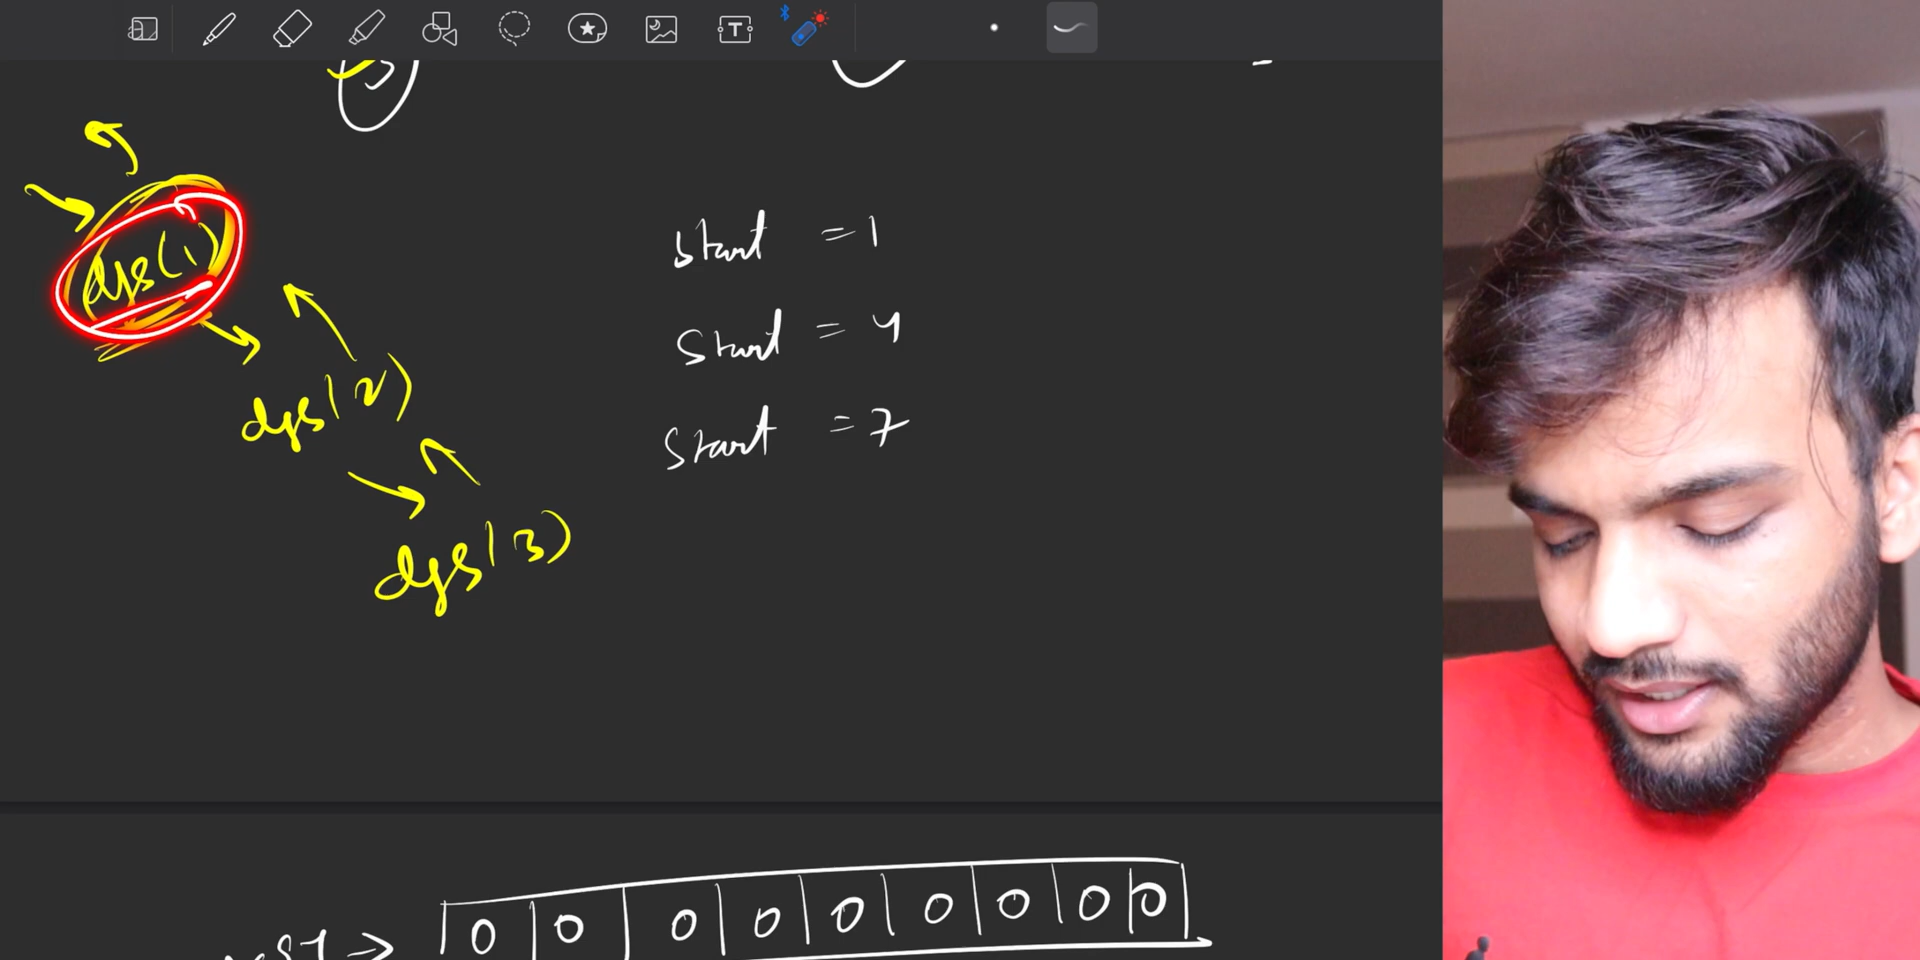 dfs(1)
Start = 1
Start = 4
dfs(2)
Start = 7
dfs(3)
0 0 0 0 0 0 0 0 0